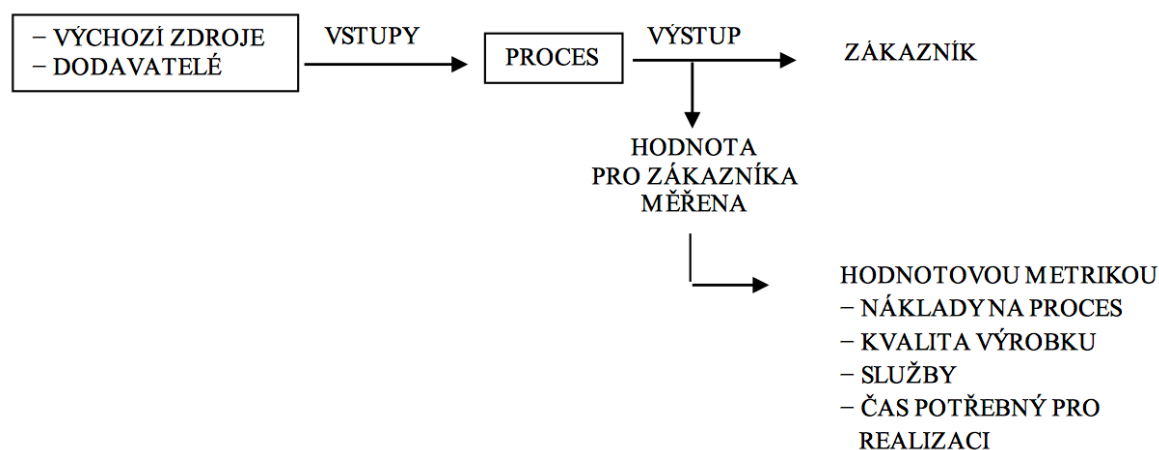 – VÝCHOZÍ ZDROJE
– DODAVATELÉ
VSTUPY
PROCES
VÝSTUP
ZÁKAZNÍK
HODNOTA
PRO ZÁKAZNÍKA
MĚŘENA
HODNOTOVOU METRIKOU
– NÁKLADY NA PROCES
– KVALITA VÝROBKU
– SLUŽBY
– ČAS POTŘEBNÝ PRO
REALIZACI